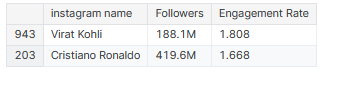 instagram name Followers Engagement Rate
943 Virat Kohli 188.1M 1.808
203 Cristiano Ronaldo 419.6M 1.668